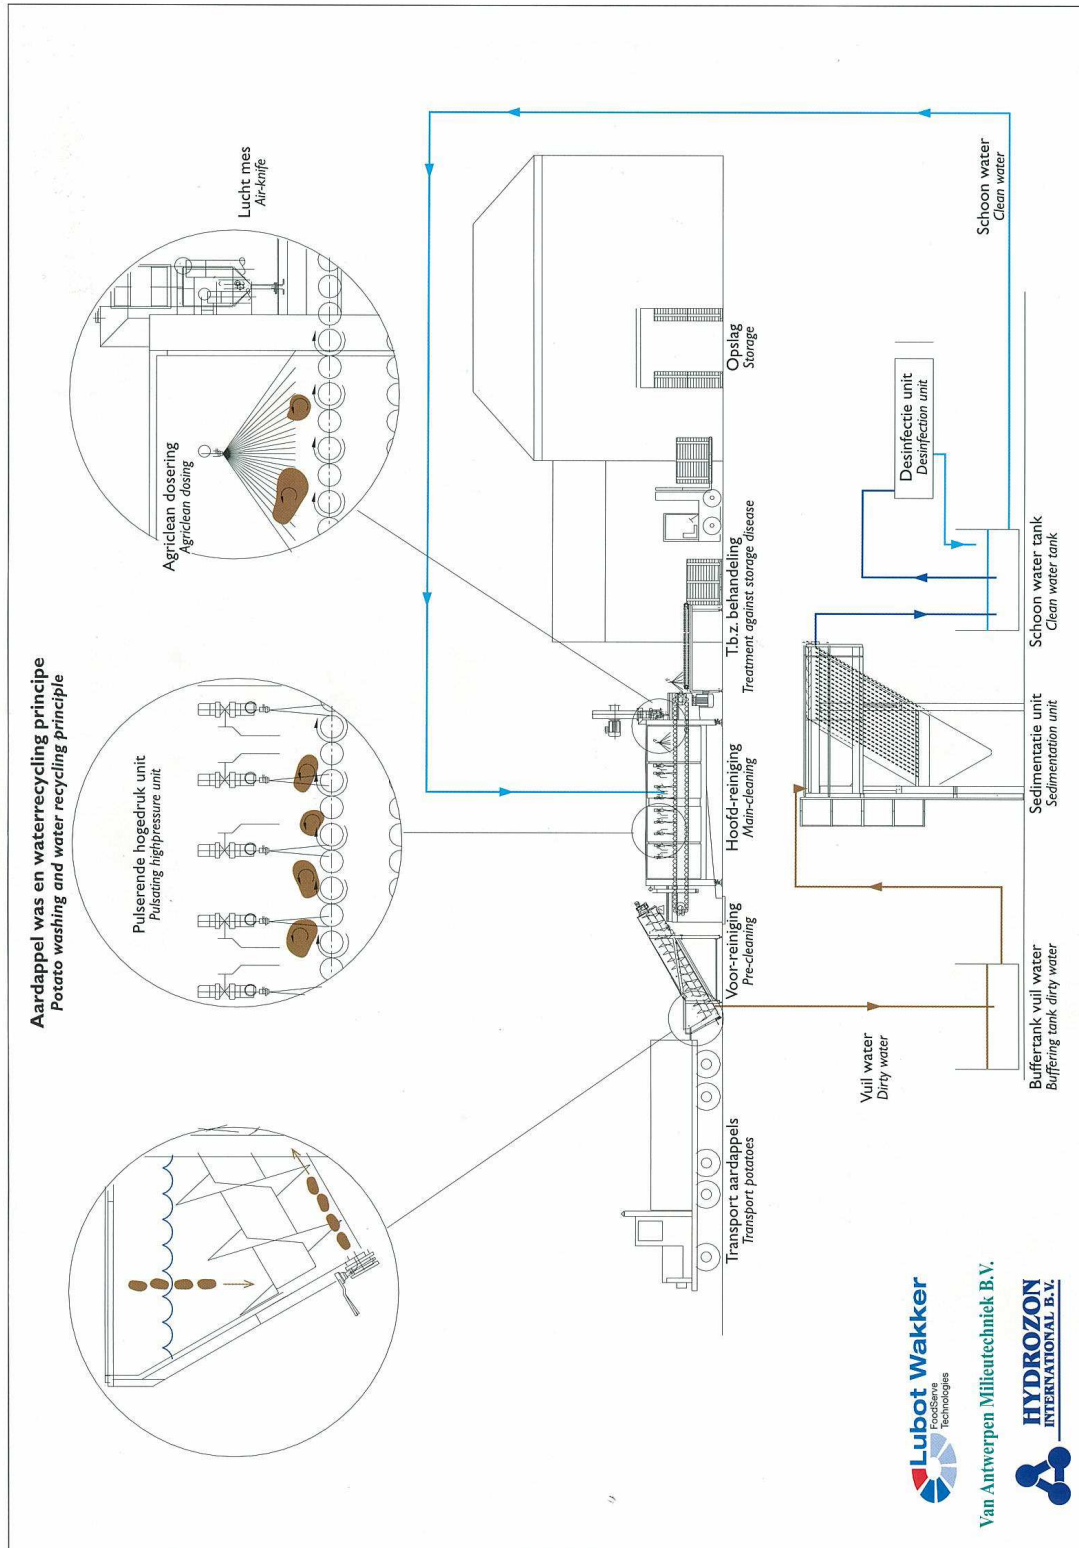 Aardappel was en waterrecycling principe
Potato washing and water recycling principle
Pulserende hogedruk unit
Pulsating highpressure unit
Agriclean dosering
Agriclean dosing
Lucht mes
Air-knife
Transport aardappels
Transport potatoes
Voor-reiniging
Pre-cleaning
Hoofd-reiniging
Main-cleaning
T.b.z. behandeling
Treatment against storage disease
Opslag
Storage
Vuil water
Dirty water
Desinfectie unit
Desinfection unit
Schoon water
Clean water
Buffertank vuil water
Buffering tank dirty water
Sedimentatie unit
Sedimentation unit
Schoon water tank
Clean water tank
Lubot Wakker
FoodServe
Technologies
Van Antwerpen Milieutechniek B.V.
HYDROZON
INTERNATIONAL B.V.